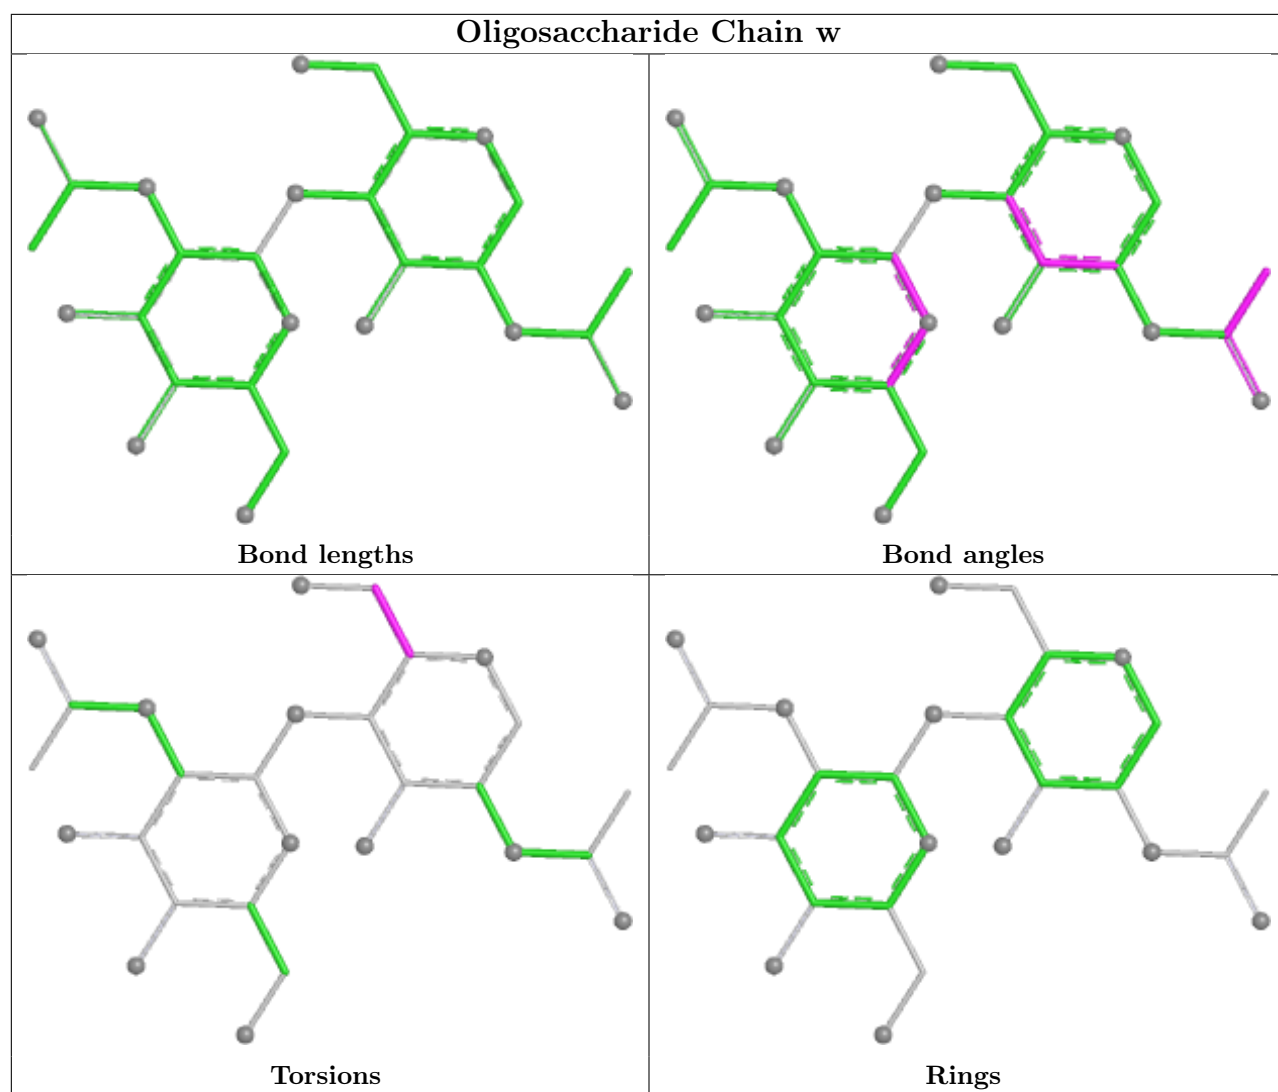 Oligosaccharide Chain w
Bond lengths
Bond angles
Torsions
Rings